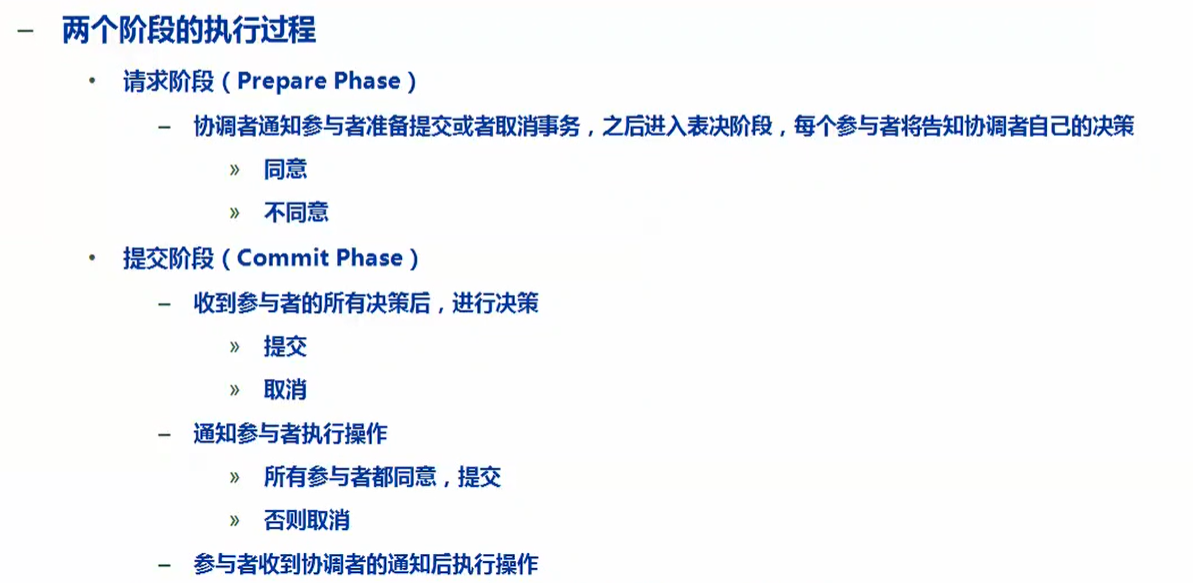 – 两个阶段的执行过程
• 请求阶段（Prepare Phase）
– 协调者通知参与者准备提交或者取消事务，之后进入表决阶段，每个参与者将告知协调者自己的决策
» 同意
» 不同意
• 提交阶段（Commit Phase）
– 收到参与者的所有决策后，进行决策
» 提交
» 取消
– 通知参与者执行操作
» 所有参与者都同意，提交
» 否则取消
– 参与者收到协调者的通知后执行操作